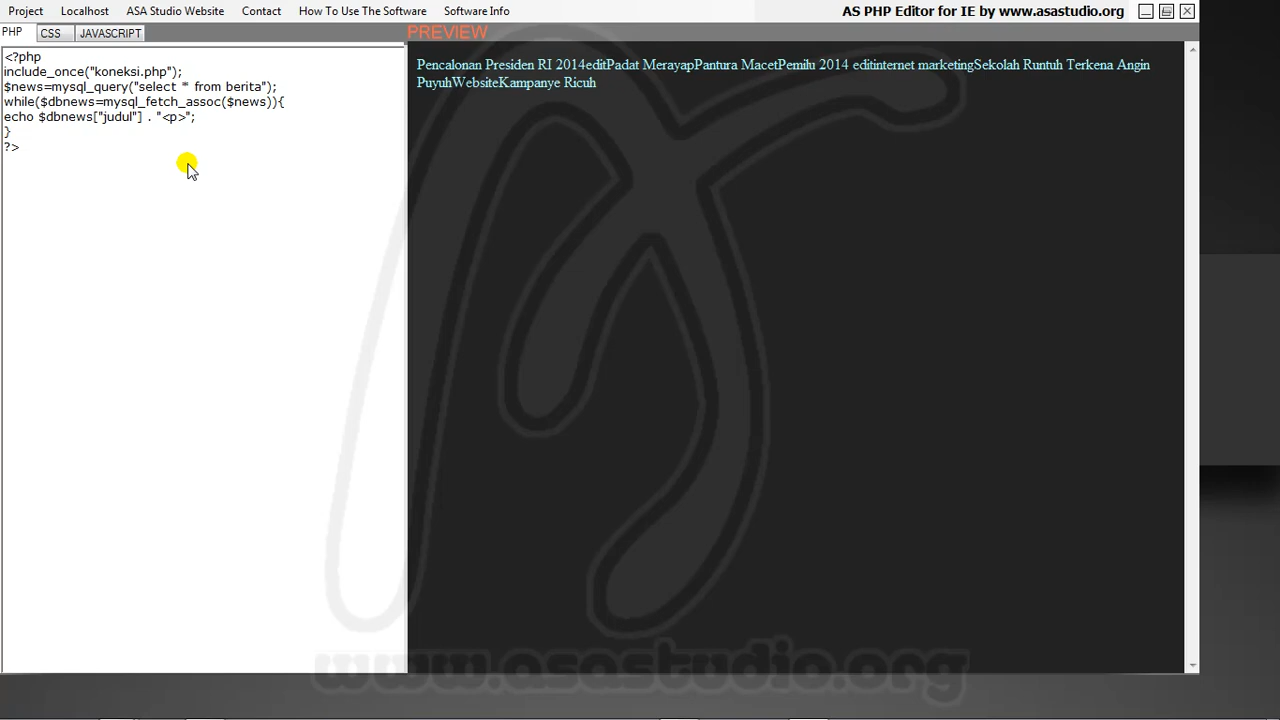 Project Localhost ASA Studio Website Contact How To Use The Software Software Info AS PHP Editor for IE by www.asastudio.org
PHP CSS JAVASCRIPT PREVIEW
<?php
include_once("koneksi.php");
$news=mysql_query("select * from berita");
while($dbnews=mysql_fetch_assoc($news)){
echo $dbnews["judul"] . "<p>";
}
?>
Pencalonan Presiden RI 2014editPadat MerayapPantura MacetPemilu 2014 editinternet marketingSekolah Runtuh Terkena Angin
PuyuhWebsiteKampanye Ricuh
www.asastudio.org